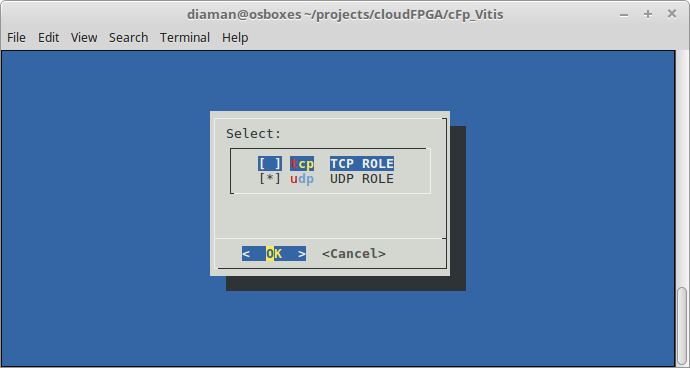 diaman@osboxes ~/projects/cloudFPGA/cFp_Vitis
File Edit View Search Terminal Help
Select:
[ ] tcp TCP ROLE
[*] udp UDP ROLE
< OK > <Cancel>